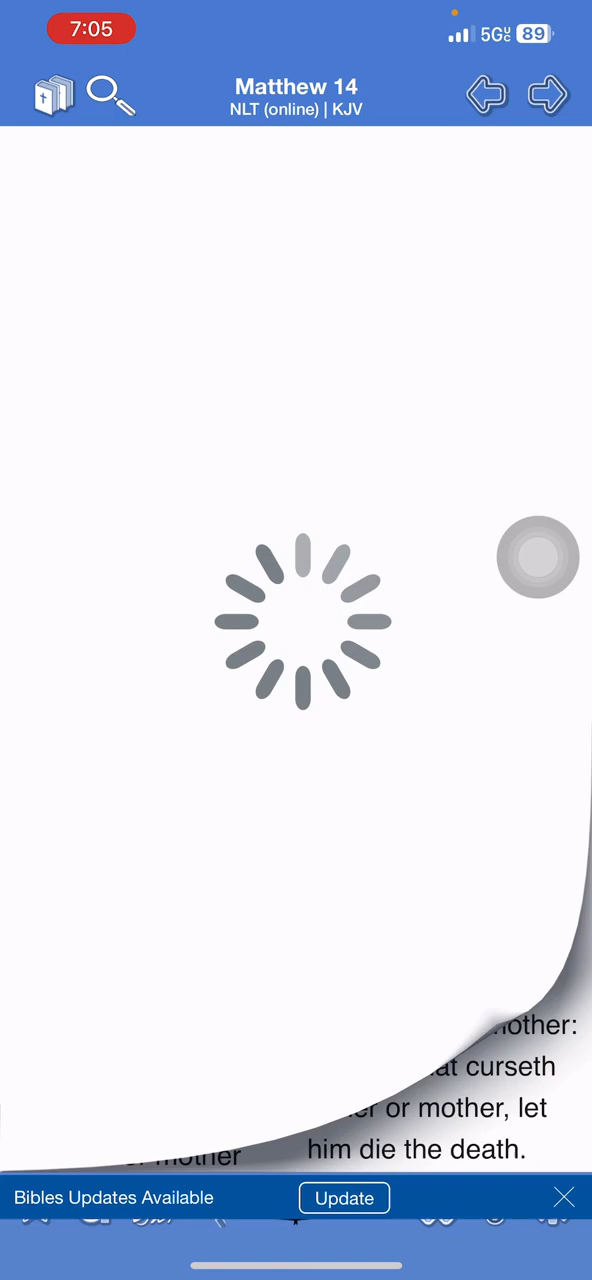 7:05
5G
89
Matthew 14
NLT (online) | KJV
curseth
or mother, let
him die the death.
mother
Bibles Updates Available
Update